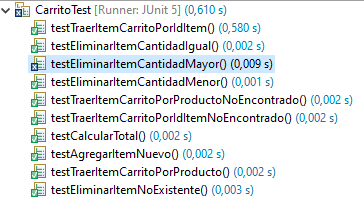 CarritoTest [Runner: JUnit 5] (0,610 s)
testTraerItemCarritoPorIdItem() (0,580 s)
testEliminarItemCantidadIgual() (0,002 s)
testEliminarItemCantidadMayor() (0,009 s)
testEliminarItemCantidadMenor() (0,001 s)
testTraerItemCarritoPorProductoNoEncontrado() (0,002 s)
testTraerItemCarritoPorIdItemNoEncontrado() (0,002 s)
testCalcularTotal() (0,002 s)
testAgregarItemNuevo() (0,002 s)
testTraerItemCarritoPorProducto() (0,002 s)
testEliminarItemNoExistente() (0,003 s)